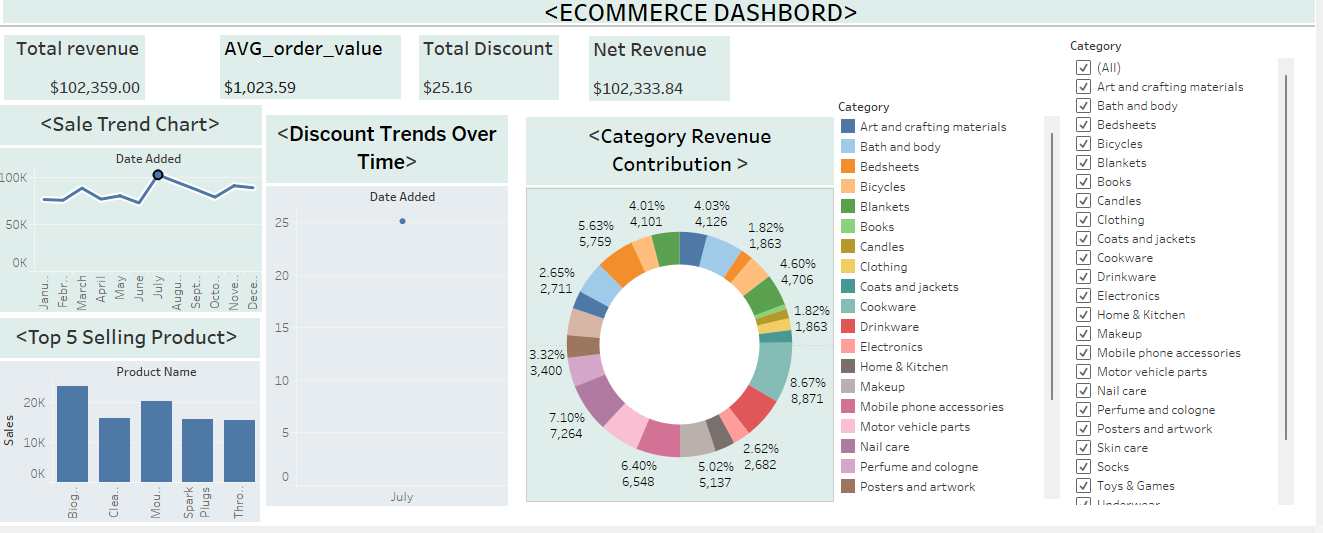 <ECOMMERCE DASHBORD>
Total revenue
$102,359.00
AVG_order_value
$1,023.59
Total Discount
$25.16
Net Revenue
$102,333.84
<Sale Trend Chart>
Date Added
100K
50K
0K
Janu..
Febr..
March
April
May
June
July
Augu..
Sept..
Octo..
Nove..
Dece..
<Top 5 Selling Product>
Product Name
Sales
20K
10K
0K
Biog..
Clea..
Mou..
Spark
Plugs
Thro..
<Discount Trends Over
Time>
Date Added
25
20
15
10
5
0
July
<Category Revenue
Contribution >
4.01%
4,101
4.03%
4,126
5.63%
5,759
1.82%
1,863
2.65%
2,711
4.60%
4,706
1.82%
1,863
3.32%
3,400
8.67%
8,871
7.10%
7,264
2.62%
2,682
6.40%
6,548
5.02%
5,137
Category
Art and crafting materials
Bath and body
Bedsheets
Bicycles
Blankets
Books
Candles
Clothing
Coats and jackets
Cookware
Drinkware
Electronics
Home & Kitchen
Makeup
Mobile phone accessories
Motor vehicle parts
Nail care
Perfume and cologne
Posters and artwork
Category
(All)
Art and crafting materials
Bath and body
Bedsheets
Bicycles
Blankets
Books
Candles
Clothing
Coats and jackets
Cookware
Drinkware
Electronics
Home & Kitchen
Makeup
Mobile phone accessories
Motor vehicle parts
Nail care
Perfume and cologne
Posters and artwork
Skin care
Socks
Toys & Games
Underwear